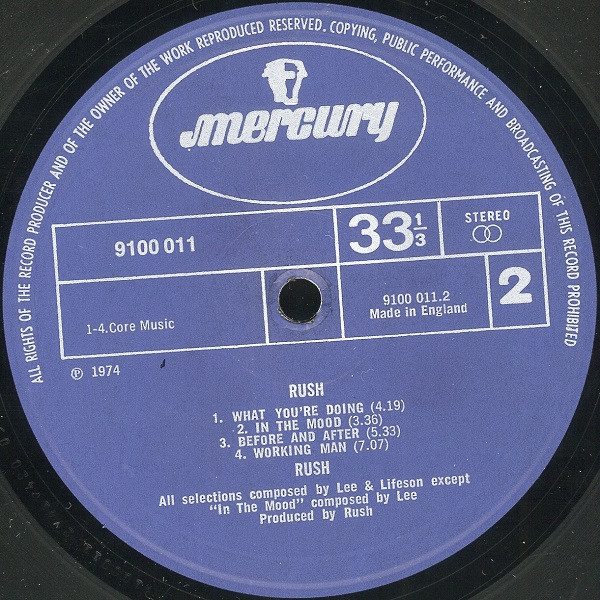 ALL RIGHTS OF THE RECORD PRODUCER AND OF THE OWNER OF THE WORK REPRODUCED RESERVED. COPYING, PUBLIC PERFORMANCE AND BROADCASTING OF THIS RECORD PROHIBITED
mercury
9100 011
33⅓
STEREO
1-4.Core Music
9100 011.2
Made in England
2
℗ 1974
RUSH
1. WHAT YOU'RE DOING (4.19)
2. IN THE MOOD (3.36)
3. BEFORE AND AFTER (5.33)
4. WORKING MAN (7.07)
RUSH
All selections composed by Lee & Lifeson except
"In The Mood" composed by Lee
Produced by Rush